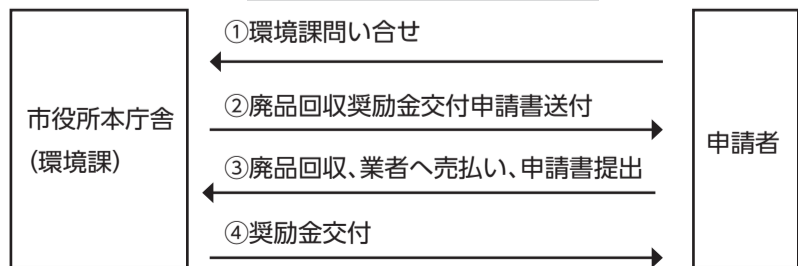 ①環境課問い合せ
②廃品回収奨励金交付申請書送付
市役所本庁舎
(環境課)
申請者
③廃品回収、業者へ売払い、申請書提出
④奨励金交付